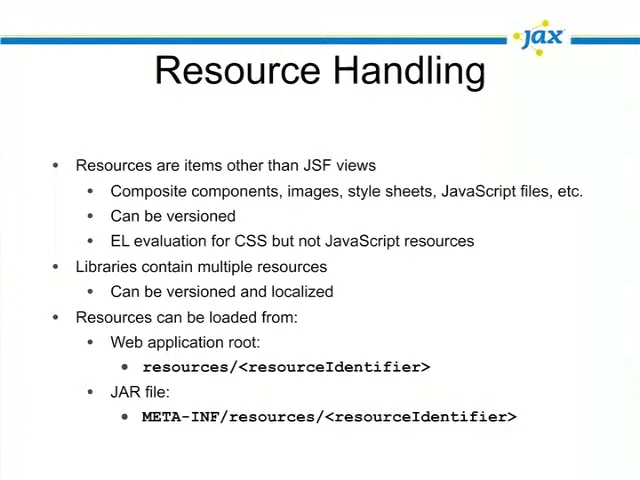 jax
Resource Handling
• Resources are items other than JSF views
• Composite components, images, style sheets, JavaScript files, etc.
• Can be versioned
• EL evaluation for CSS but not JavaScript resources
• Libraries contain multiple resources
• Can be versioned and localized
• Resources can be loaded from:
• Web application root:
• resources/<resourceIdentifier>
• JAR file:
• META-INF/resources/<resourceIdentifier>